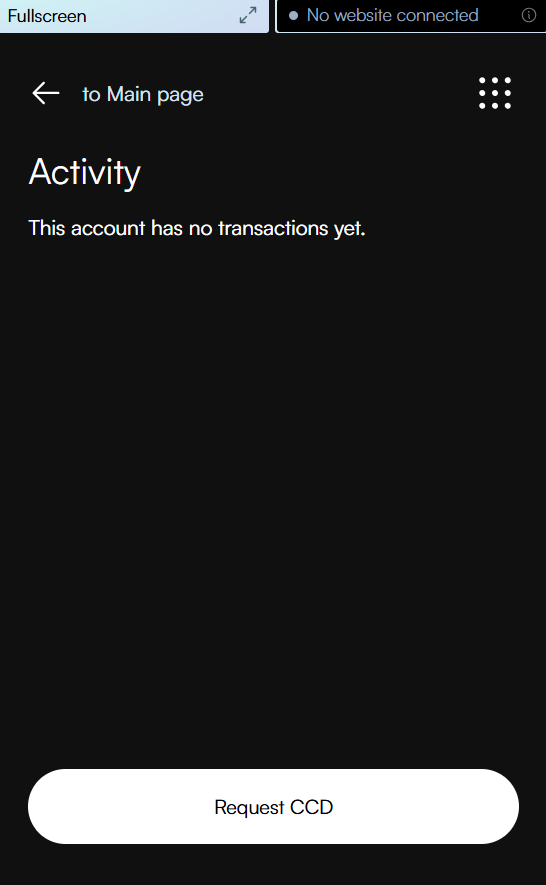 Fullscreen
No website connected
to Main page
Activity
This account has no transactions yet.
Request CCD